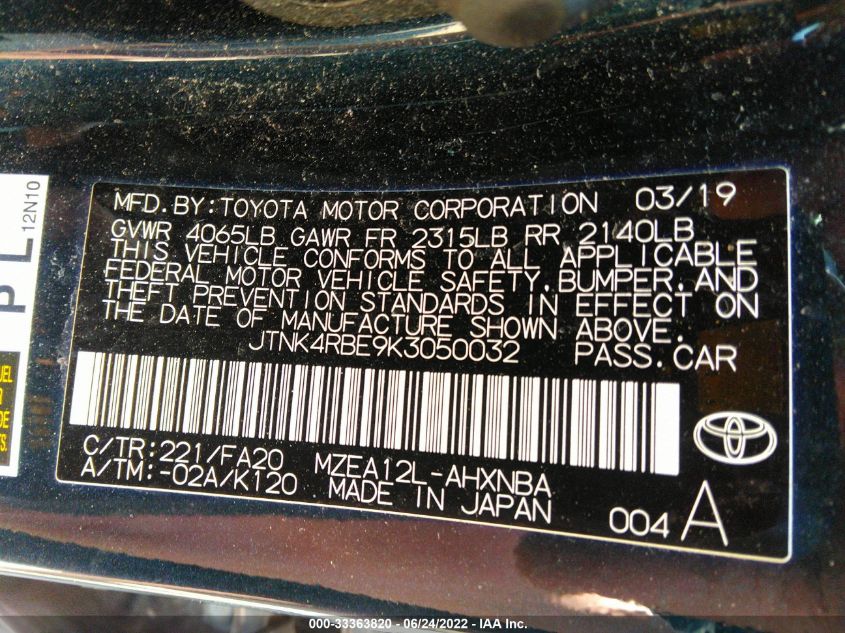 MFD.BY:TOYOTA MOTOR CORPORATION 03/19
GVWR 4065LB GAWR FR 2315LB RR 2140LB
THIS VEHICLE CONFORMS TO ALL APPLICABLE
FEDERAL MOTOR VEHICLE SAFETY,BUMPER,AND
THEFT PREVENTION STANDARDS IN EFFECT ON
THE DATE OF MANUFACTURE SHOWN ABOVE.
JTNK4RBE9K3050032 PASS.CAR
C/TR:221/FA20 MZEA12L-AHXNBA
A/TM:-02A/K120 MADE IN JAPAN
004 A
PL
12N10
000-33363820 - 06/24/2022 - IAA Inc.